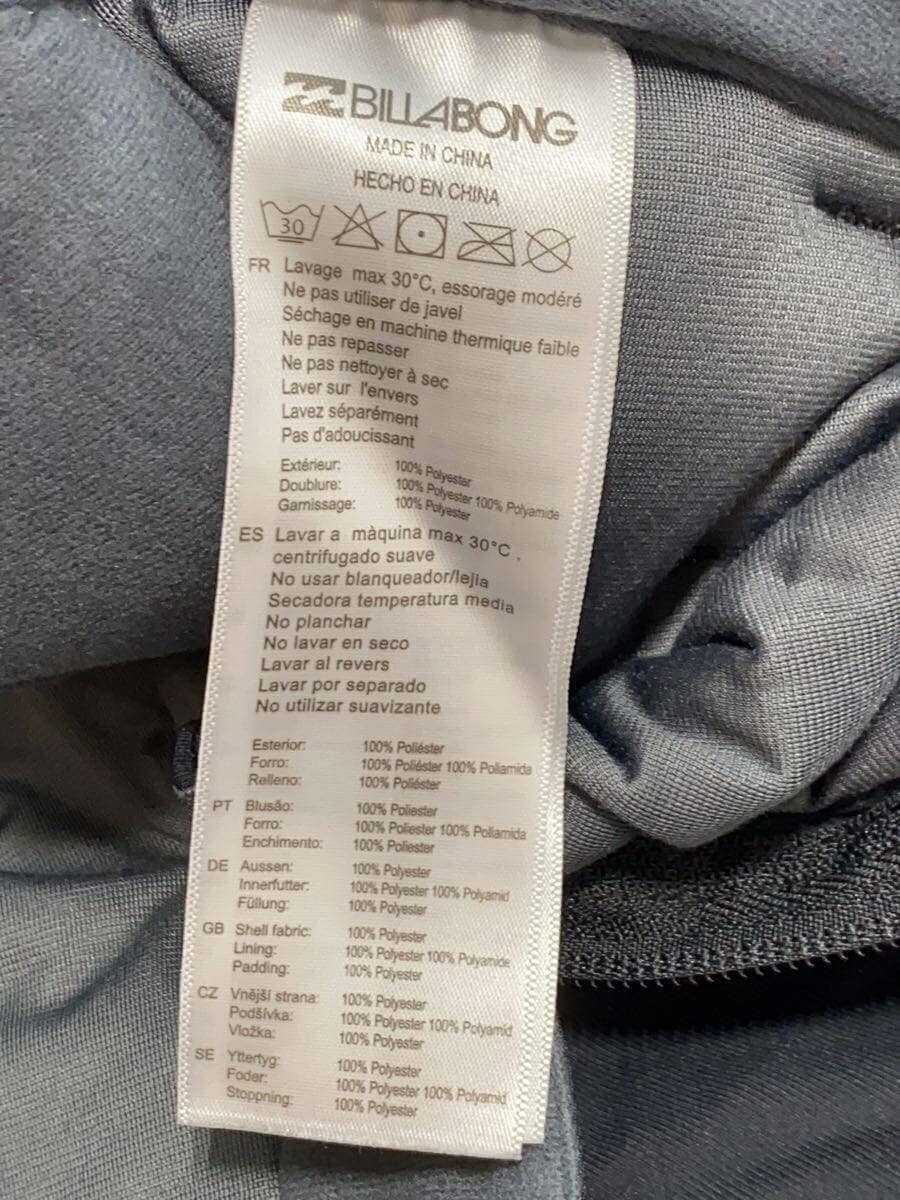 BILLABONG
MADE IN CHINA
HECHO EN CHINA
30
FR Lavage max 30°C, essorage modéré
Ne pas utiliser de javel
Séchage en machine thermique faible
Ne pas repasser
Ne pas nettoyer à sec
Laver sur l'envers
Lavez séparément
Pas d'adoucissant
Extérieur: 100% Polyester
Doublure: 100% Polyester 100% Polyamide
Garnissage: 100% Polyester
ES Lavar a màquina max 30°C,
centrifugado suave
No usar blanqueador/lejia
Secadora temperatura media
No planchar
No lavar en seco
Lavar al revers
Lavar por separado
No utilizar suavizante
Esterior: 100% Poliéster
Forro: 100% Poliéster 100% Poliamida
Relleno: 100% Poliéster
PT Blusão: 100% Poliester
Forro: 100% Poliester 100% Poliamida
Enchimento: 100% Poliester
DE Aussen: 100% Polyester
Innerfutter: 100% Polyester 100% Polyamid
Füllung: 100% Polyester
GB Shell fabric: 100% Polyester
Lining: 100% Polyester 100% Polyamide
Padding: 100% Polyester
CZ Vnější strana: 100% Polyester
Podšívka: 100% Polyester 100% Polyamid
Vložka: 100% Polyester
SE Yttertyg: 100% Polyester
Foder: 100% Polyester 100% Polyamid
Stoppning: 100% Polyester